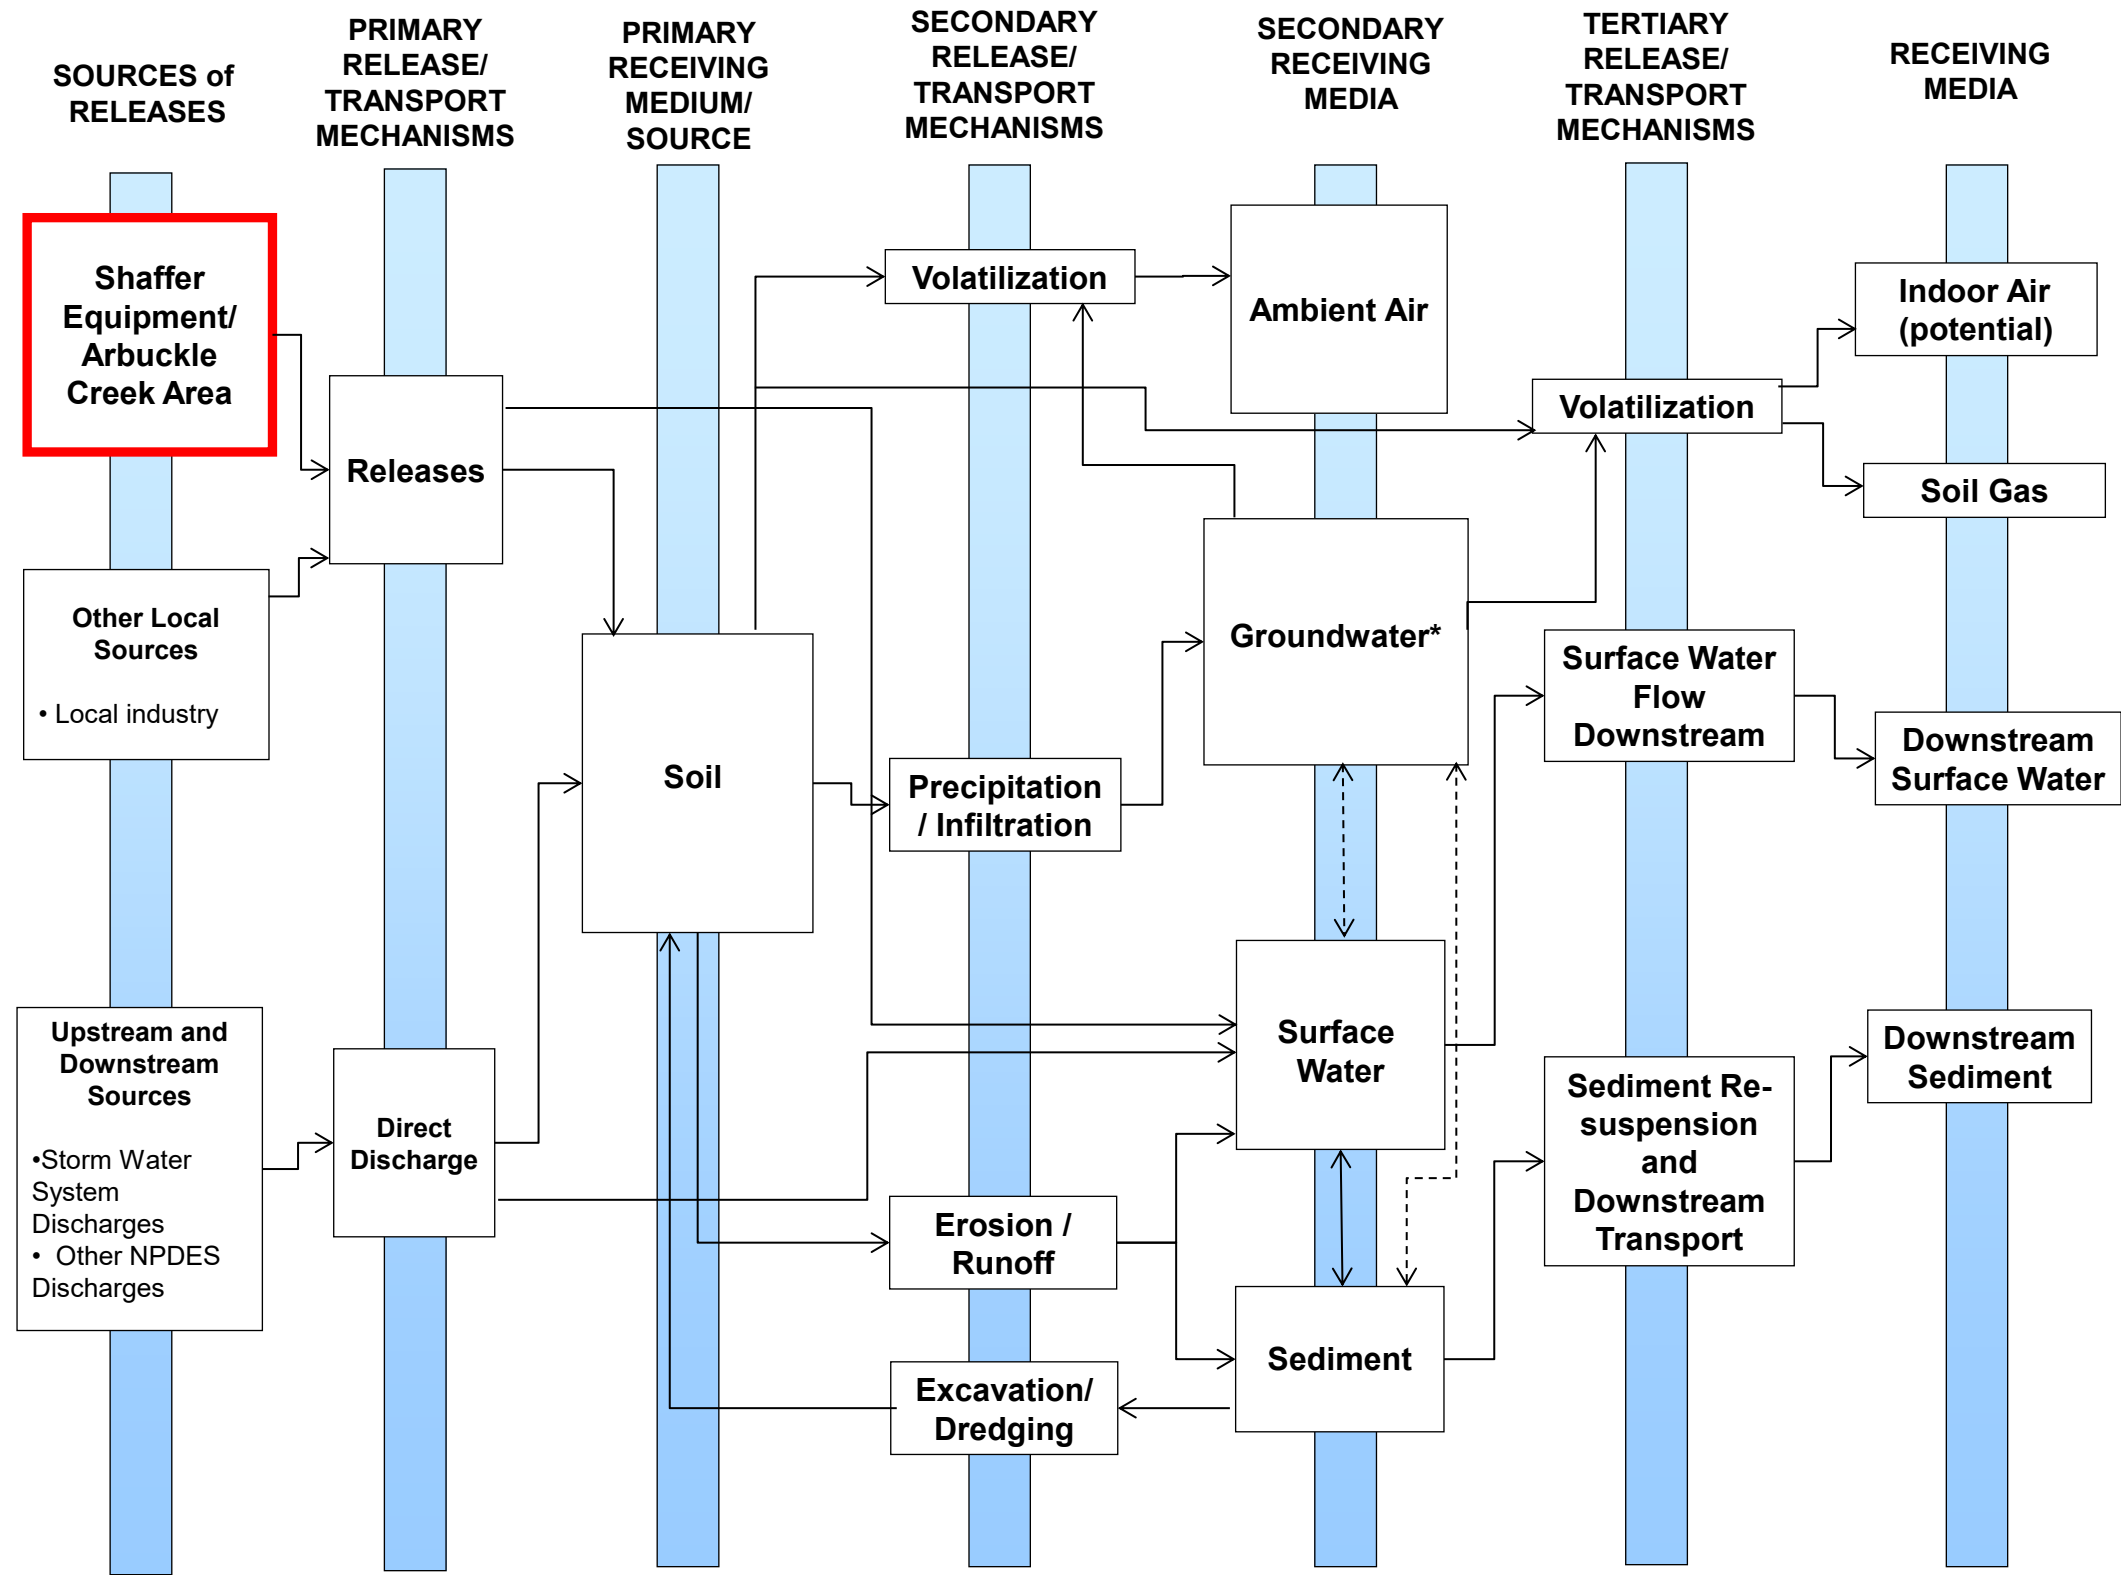 SOURCES of
RELEASES
PRIMARY
RELEASE/
TRANSPORT
MECHANISMS
PRIMARY
RECEIVING
MEDIUM/
SOURCE
SECONDARY
RELEASE/
TRANSPORT
MECHANISMS
SECONDARY
RECEIVING
MEDIA
TERTIARY
RELEASE/
TRANSPORT
MECHANISMS
RECEIVING
MEDIA
Shaffer
Equipment/
Arbuckle
Creek Area
Other Local
Sources
• Local industry
Upstream and
Downstream
Sources
•Storm Water
System
Discharges
• Other NPDES
Discharges
Releases
Direct
Discharge
Soil
Volatilization
Precipitation
/ Infiltration
Erosion /
Runoff
Excavation/
Dredging
Ambient Air
Groundwater*
Surface
Water
Sediment
Volatilization
Surface Water
Flow
Downstream
Sediment Re-
suspension
and
Downstream
Transport
Indoor Air
(potential)
Soil Gas
Downstream
Surface Water
Downstream
Sediment